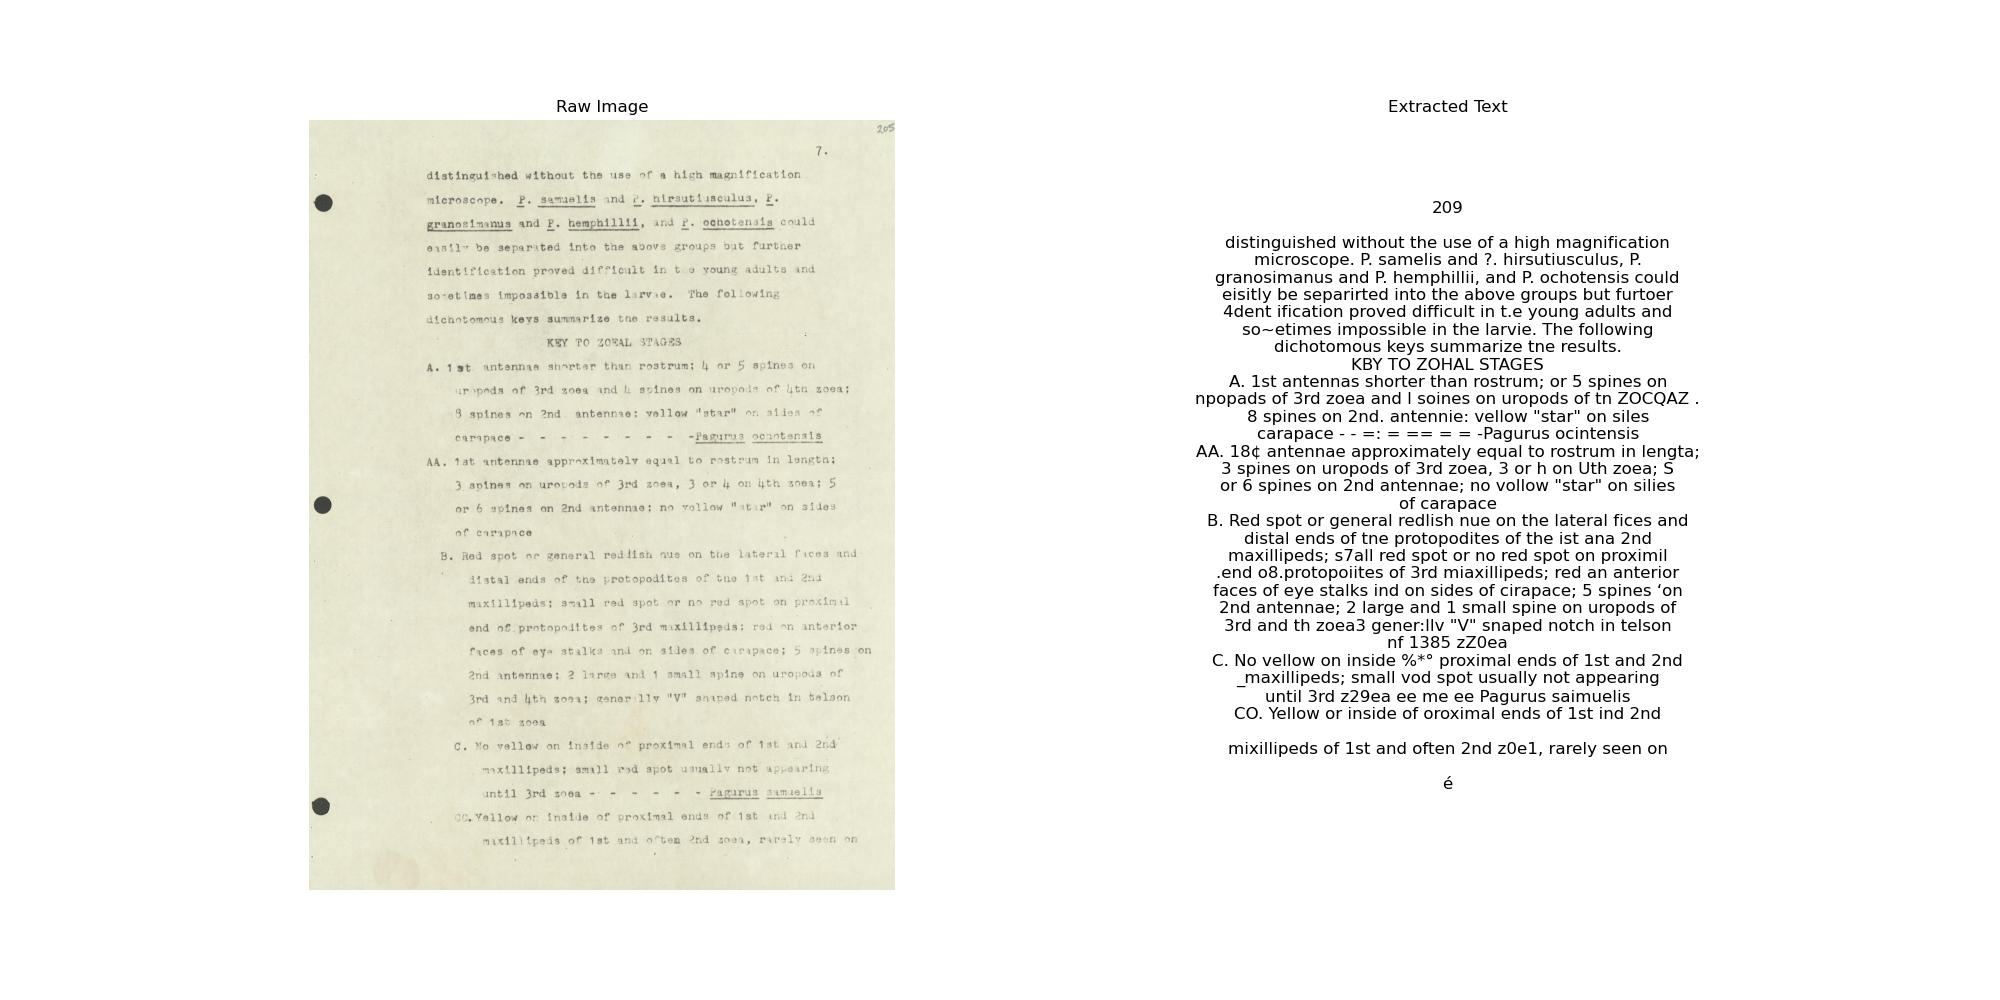 Raw Image
205
7.
distinguished without the use of a high magnification
microscope. P. samuelis and P. hirsutiusculus, P.
granosimanus and P. hemphillii, and P. ochotensis could
easily be separated into the above groups but further
identification proved difficult in t e young adults and
so etimes impossible in the larvae. The following
dichotomous keys summarize tne results.
KEY TO ZOEAL STAGES
A. 1st antennae shorter than rostrum; 4 or 5 spines on
uropods of 3rd zoea and 4 spines on uropods of 4th zoea;
8 spines on 2nd antennae: yellow "star" on sides of
carapace - - - - - - - - -Pagurus ochotensis
AA. 1st antennae approximately equal to rostrum in length;
3 spines on uropods of 3rd zoea, 3 or 4 on 4th zoea; 5
or 6 spines on 2nd antennae; no yellow "star" on sides
of carapace
B. Red spot or general reddish hue on the lateral faces and
distal ends of the protopodites of the 1st and 2nd
maxillipeds; small red spot or no red spot on proximal
end of protopodites of 3rd maxillipeds; red on anterior
faces of eye stalks and on sides of carapace; 5 spines on
2nd antennae; 2 large and 1 small spine on uropods of
3rd and 4th zoea; generally "V" shaped notch in telson
of 1st zoea
C. No yellow on inside of proximal ends of 1st and 2nd
maxillipeds; small red spot usually not appearing
until 3rd zoea - - - - - - Pagurus samuelis
CC. Yellow on inside of proximal ends of 1st and 2nd
maxillipeds of 1st and often 2nd zoea, rarely seen on
Extracted Text
209
distinguished without the use of a high magnification
microscope. P. samelis and ?. hirsutiusculus, P.
granosimanus and P. hemphillii, and P. ochotensis could
eisitly be separirted into the above groups but furtoer
4dent ification proved difficult in t.e young adults and
so~etimes impossible in the larvie. The following
dichotomous keys summarize tne results.
KBY TO ZOHAL STAGES
A. 1st antennas shorter than rostrum; or 5 spines on
npopads of 3rd zoea and l soines on uropods of tn ZOCQAZ .
8 spines on 2nd. antennie: vellow "star" on siles
carapace - - =: = == = = -Pagurus ocintensis
AA. 18¢ antennae approximately equal to rostrum in lengta;
3 spines on uropods of 3rd zoea, 3 or h on Uth zoea; S
or 6 spines on 2nd antennae; no vollow "star" on silies
of carapace
B. Red spot or general redlish nue on the lateral fices and
distal ends of tne protopodites of the ist ana 2nd
maxillipeds; s7all red spot or no red spot on proximil
.end o8.protopoiites of 3rd miaxillipeds; red an anterior
faces of eye stalks ind on sides of cirapace; 5 spines ‘on
2nd antennae; 2 large and 1 small spine on uropods of
3rd and th zoea3 gener:llv "V" snaped notch in telson
nf 1385 zZ0ea
C. No vellow on inside %*° proximal ends of 1st and 2nd
_maxillipeds; small vod spot usually not appearing
until 3rd z29ea ee me ee Pagurus saimuelis
CO. Yellow or inside of oroximal ends of 1st ind 2nd
mixillipeds of 1st and often 2nd z0e1, rarely seen on
é